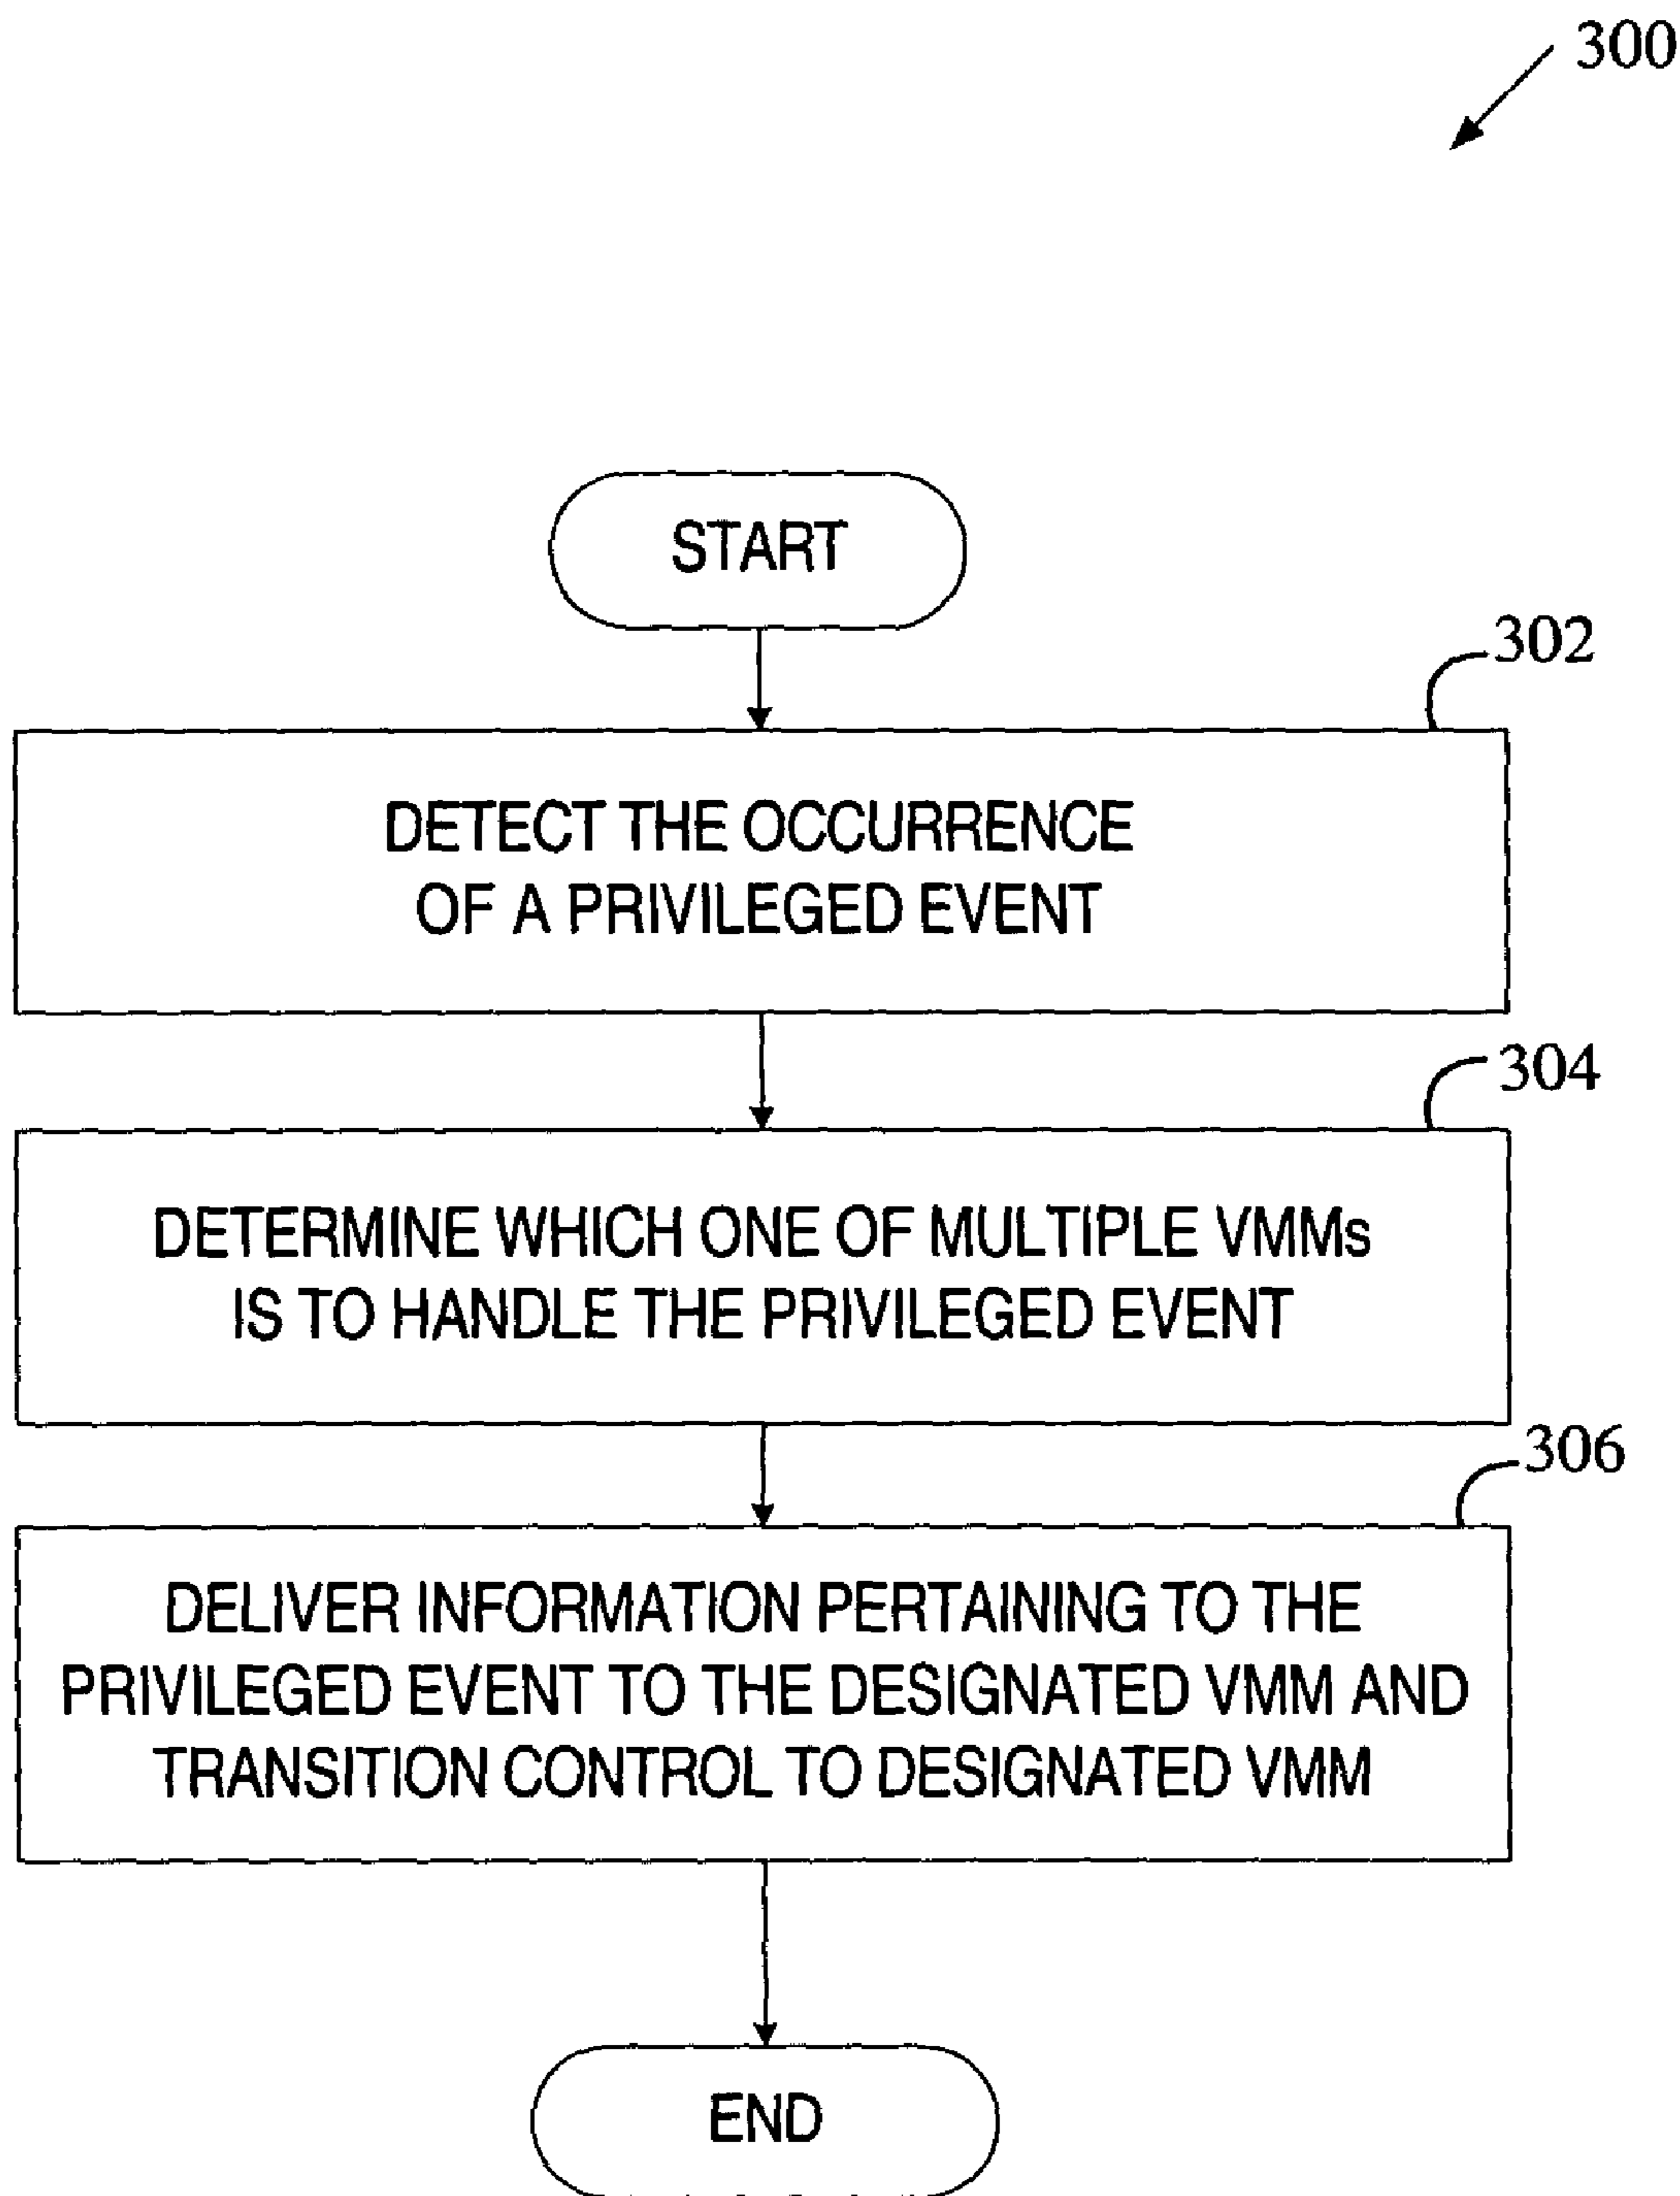 300
START
302
DETECT THE OCCURRENCE
OF A PRIVILEGED EVENT
304
DETERMINE WHICH ONE OF MULTIPLE VMMs
IS TO HANDLE THE PRIVILEGED EVENT
306
DELIVER INFORMATION PERTAINING TO THE
PRIVILEGED EVENT TO THE DESIGNATED VMM AND
TRANSITION CONTROL TO DESIGNATED VMM
END